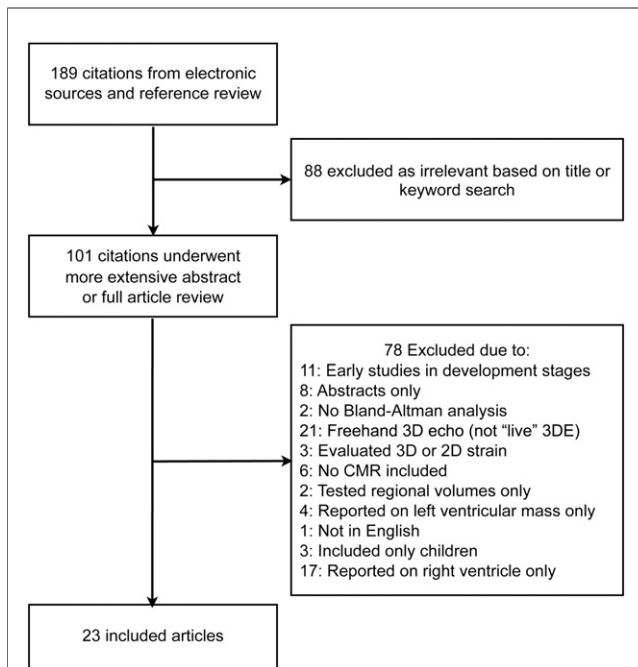 189 citations from electronic
sources and reference review
88 excluded as irrelevant based on title or
keyword search
101 citations underwent
more extensive abstract
or full article review
78 Excluded due to:
11: Early studies in development stages
8: Abstracts only
2: No Bland-Altman analysis
21: Freehand 3D echo (not “live” 3DE)
3: Evaluated 3D or 2D strain
6: No CMR included
2: Tested regional volumes only
4: Reported on left ventricular mass only
1: Not in English
3: Included only children
17: Reported on right ventricle only
23 included articles